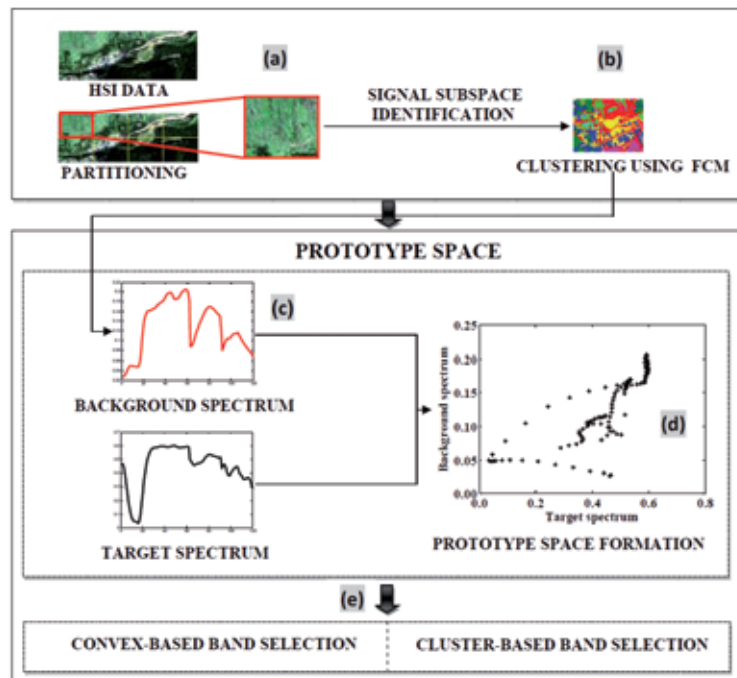 (a)
(b)
HSI DATA
SIGNAL SUBSPACE
IDENTIFICATION
PARTITIONING
CLUSTERING USING FCM
PROTOTYPE SPACE
(c)
BACKGROUND SPECTRUM
TARGET SPECTRUM
0.25
0.20
0.15
0.10
0.05
0.00
Background spectrum
(d)
0.0 0.2 0.4 0.6 0.8
Target spectrum
PROTOTYPE SPACE FORMATION
(e)
CONVEX-BASED BAND SELECTION
CLUSTER-BASED BAND SELECTION